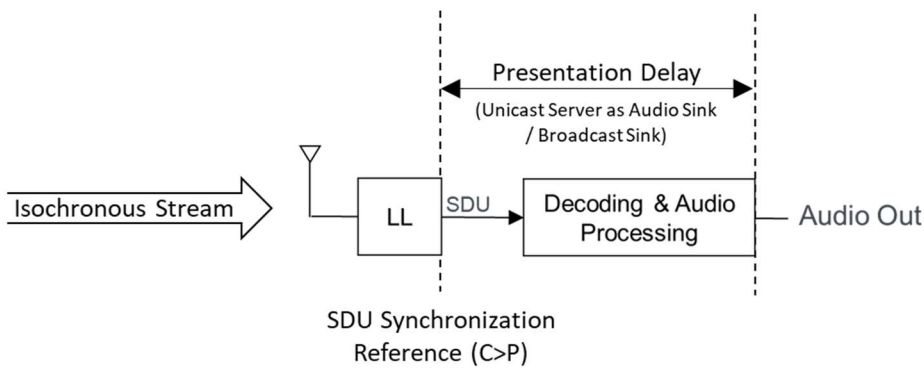 Presentation Delay
(Unicast Server as Audio Sink
/ Broadcast Sink)
Isochronous Stream
LL
SDU
Decoding & Audio
Processing
Audio Out
SDU Synchronization
Reference (C>P)